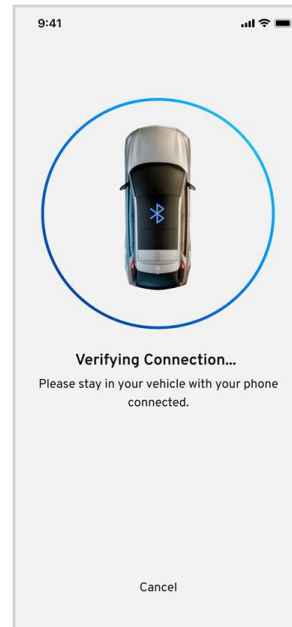 9:41
Verifying Connection...
Please stay in your vehicle with your phone
connected.
Cancel